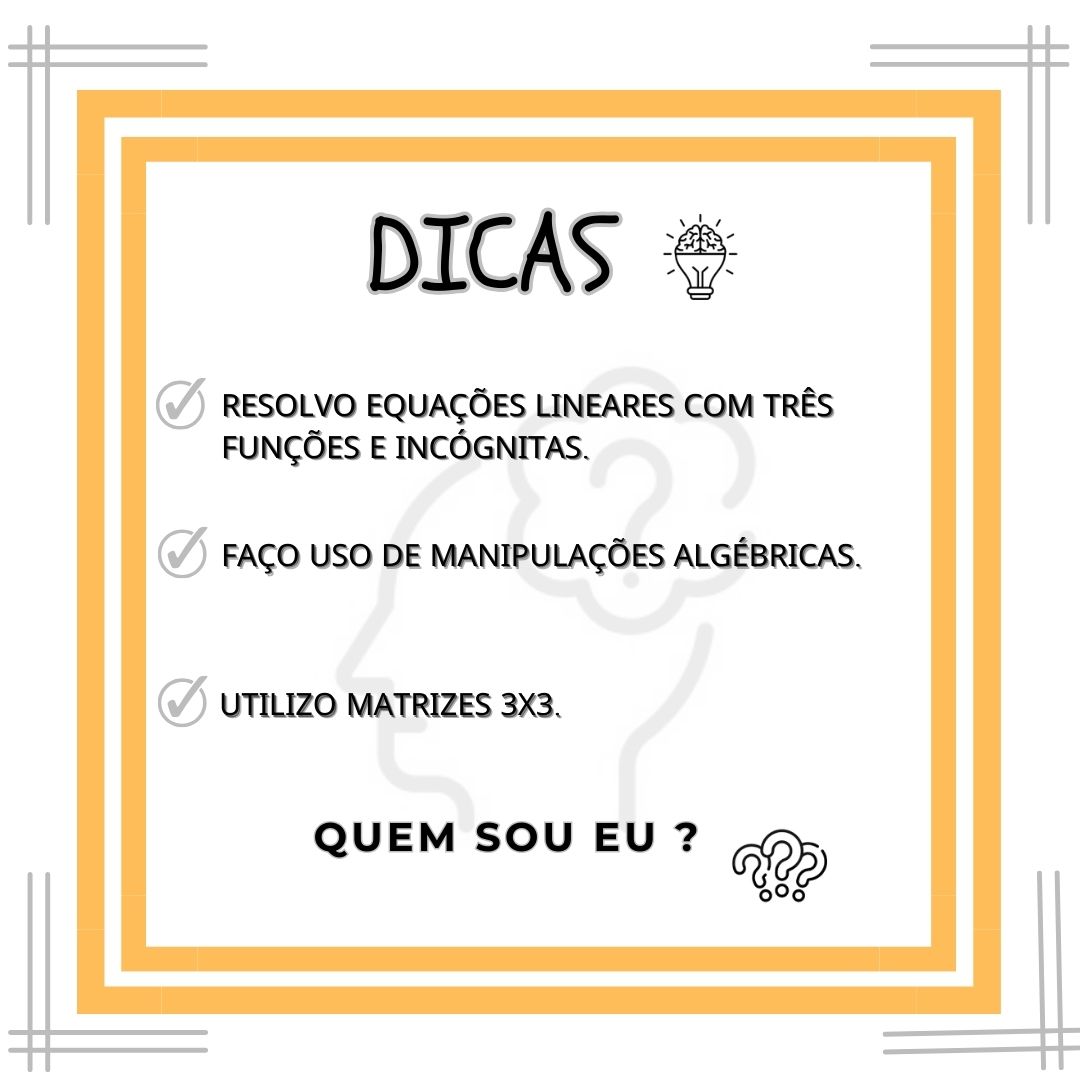 DICAS
RESOLVO EQUAÇÕES LINEARES COM TRÊS
FUNÇÕES E INCÓGNITAS.
FAÇO USO DE MANIPULAÇÕES ALGÉBRICAS.
UTILIZO MATRIZES 3X3.
QUEM SOU EU ?